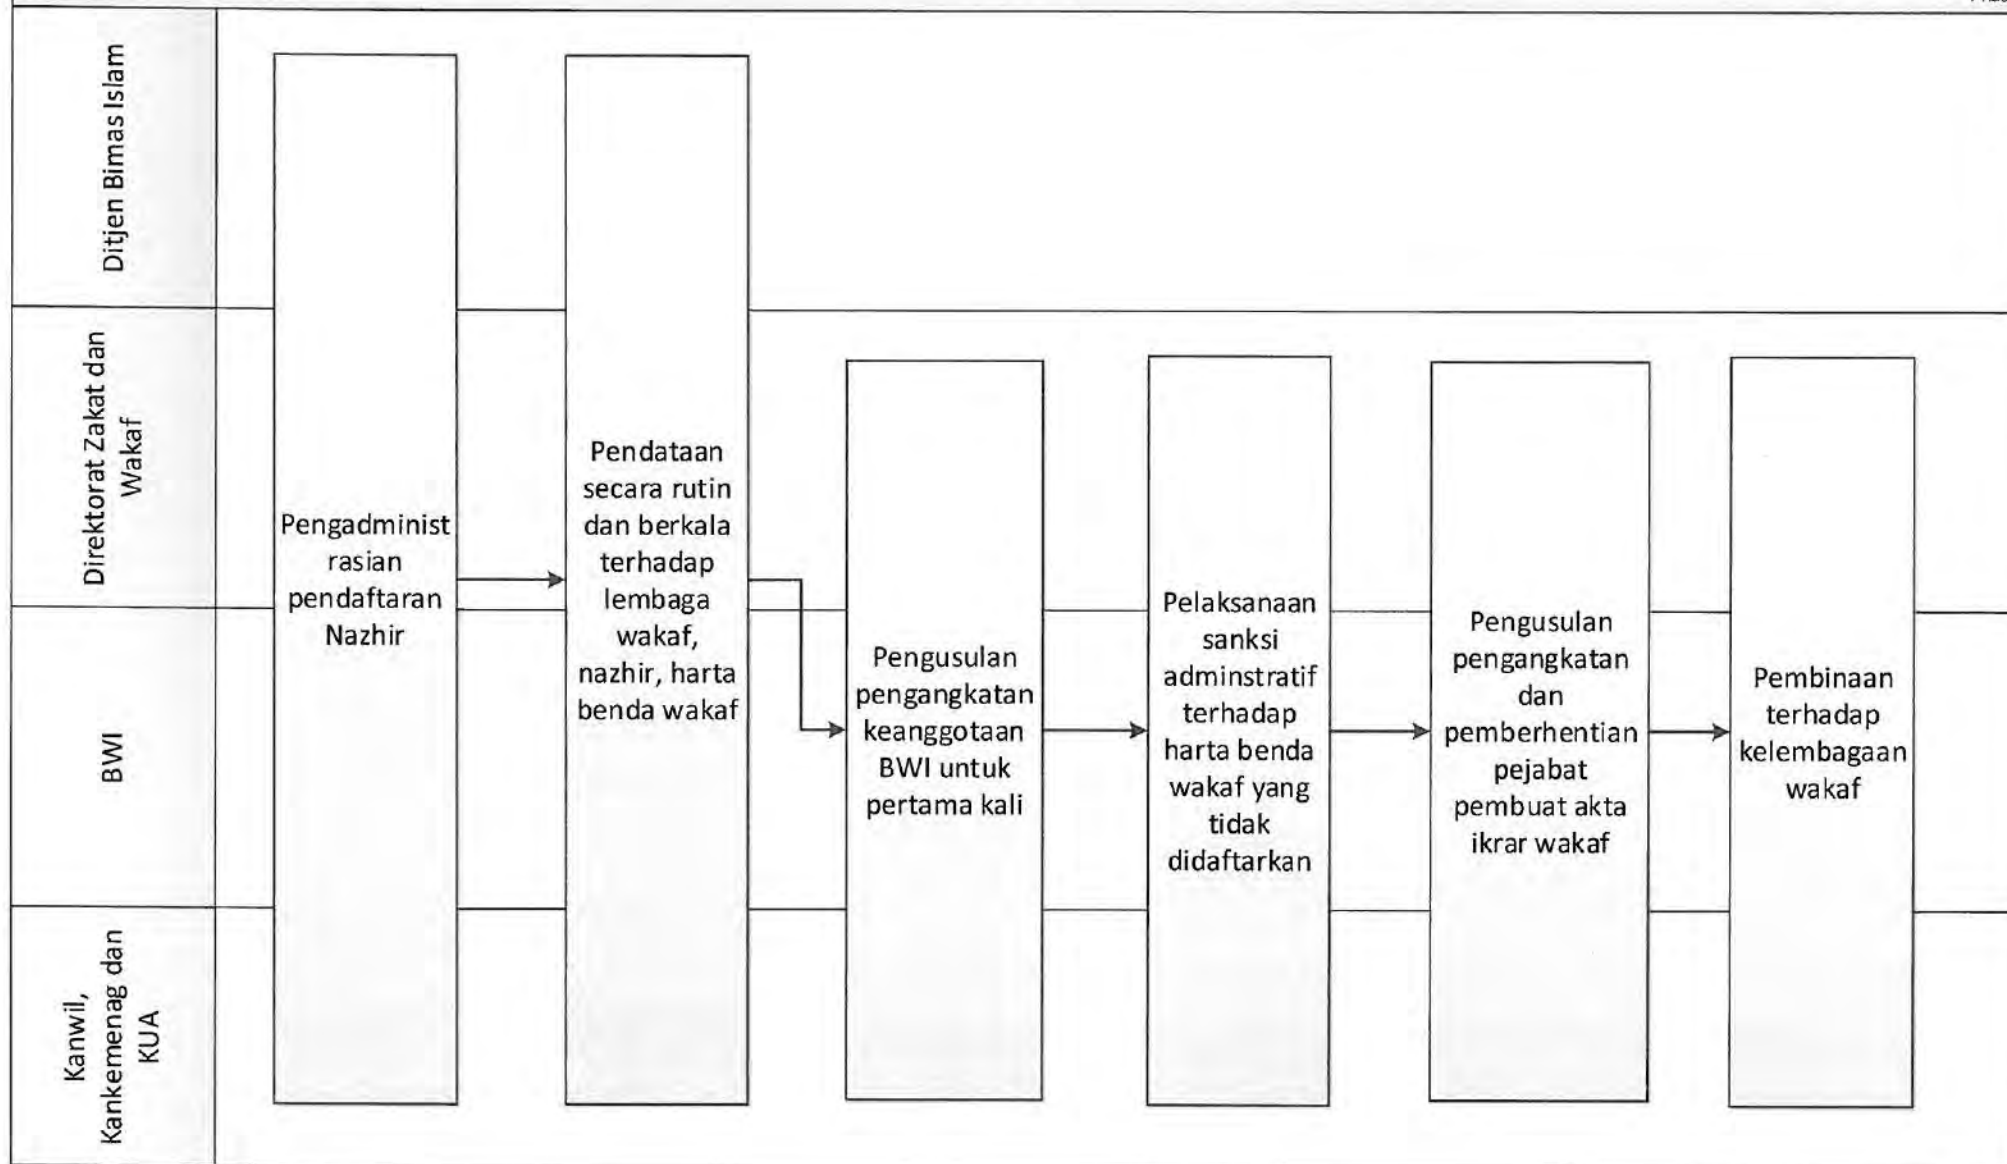 Ditjen Bimas Islam
Direktorat Zakat dan
Wakaf
BWI
Kanwil,
Kankemenag dan
KUA
Pengadminist
rasian
pendaftaran
Nazhir
Pendataan
secara rutin
dan berkala
terhadap
lembaga
wakaf,
nazhir, harta
benda wakaf
Pengusulan
pengangkatan
keanggotaan
BWI untuk
pertama kali
Pelaksanaan
sanksi
adminstratif
terhadap
harta benda
wakaf yang
tidak
didaftarkan
Pengusulan
pengangkatan
dan
pemberhentian
pejabat
pembuat akta
ikrar wakaf
Pembinaan
terhadap
kelembagaan
wakaf